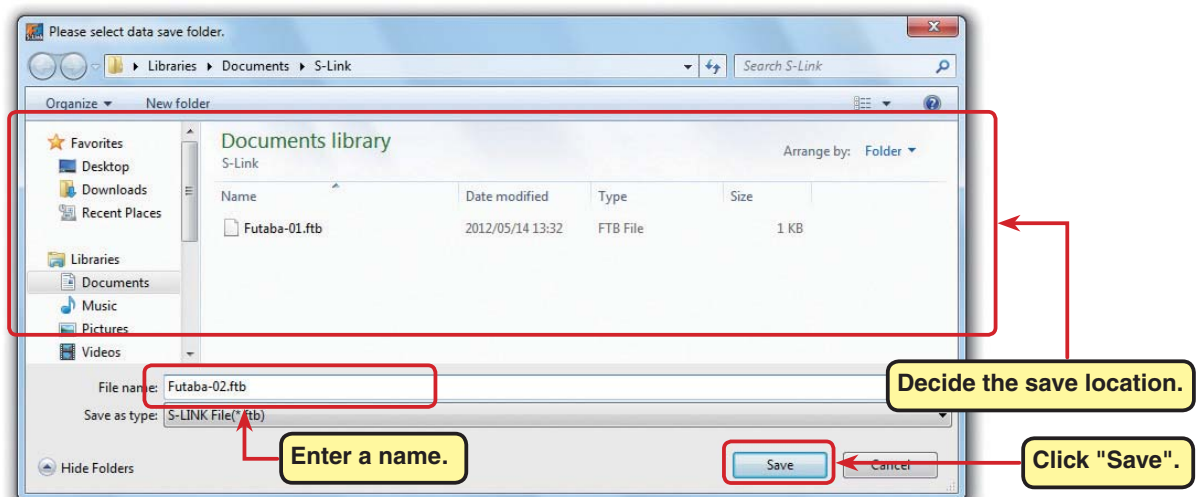 Please select data save folder.
Libraries Documents S-Link
Search S-Link
Organize New folder
Favorites
Desktop
Downloads
Recent Places
Libraries
Documents
Music
Pictures
Videos
Documents library
S-Link
Arrange by: Folder
Name Date modified Type Size
Futaba-01.ftb 2012/05/14 13:32 FTB File 1 KB
Decide the save location.
File name: Futaba-02.ftb
Save as type: S-LINK File(*.ftb)
Enter a name.
Hide Folders
Save
Cancel
Click "Save".